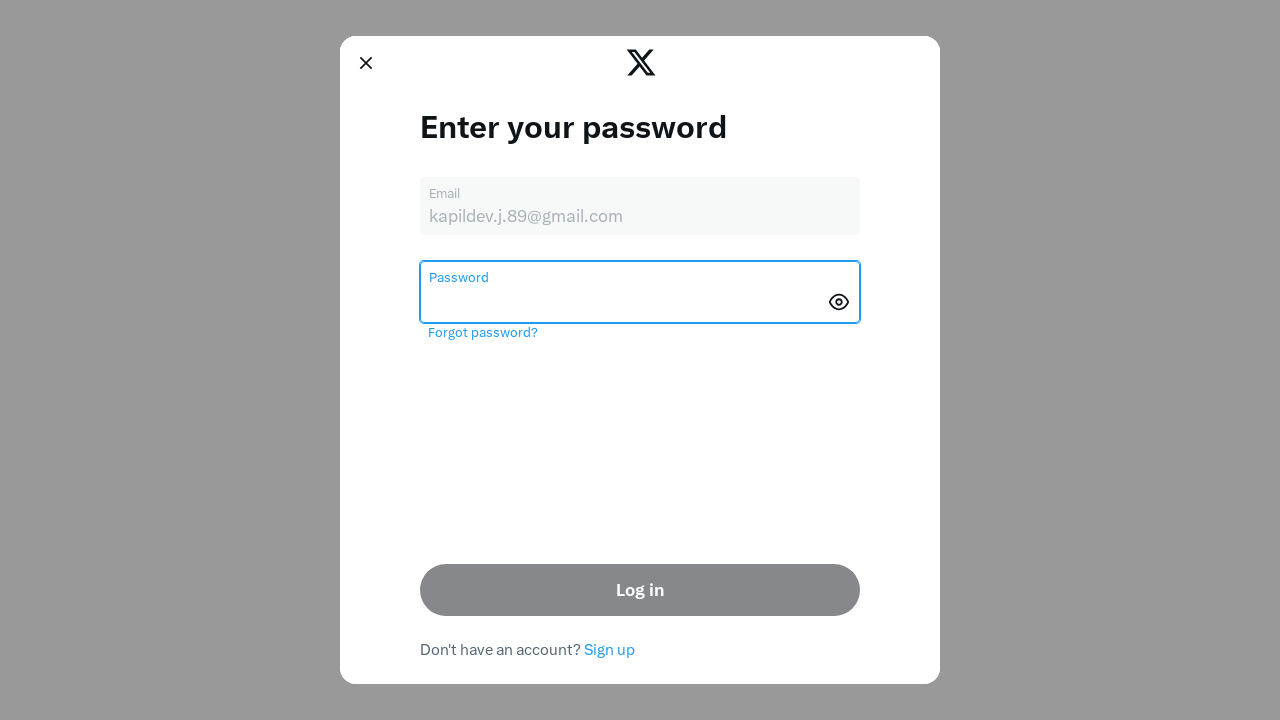 Enter your password
Email
kapildev.j.89@gmail.com
Password
Forgot password?
Log in
Don't have an account? Sign up